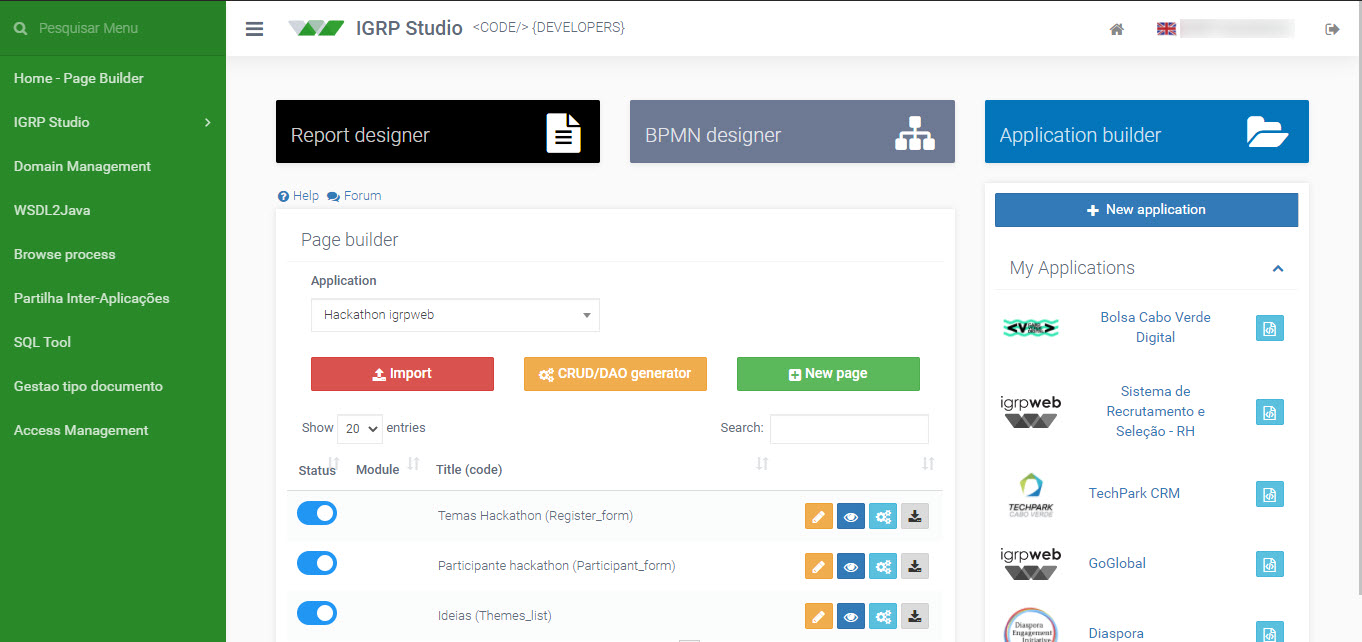 Pesquisar Menu
Home - Page Builder
IGRP Studio
Domain Management
WSDL2Java
Browse process
Partilha Inter-Aplicações
SQL Tool
Gestao tipo documento
Access Management
IGRP Studio <CODE/> {DEVELOPERS}
Report designer
BPMN designer
Application builder
Help Forum
Page builder
Application
Hackathon igrpweb
Import CRUD/DAO generator New page
Show 20 entries Search:
Status Module Title (code)
Temas Hackathon (Register_form)
Participante hackathon (Participant_form)
Ideias (Themes_list)
New application
My Applications
Bolsa Cabo Verde
Digital
igrpweb
Sistema de
Recrutamento e
Seleção - RH
TECHPARK
CABO VERDE
TechPark CRM
igrpweb
GoGlobal
Diaspora
Engagement
Initiative
Diaspora